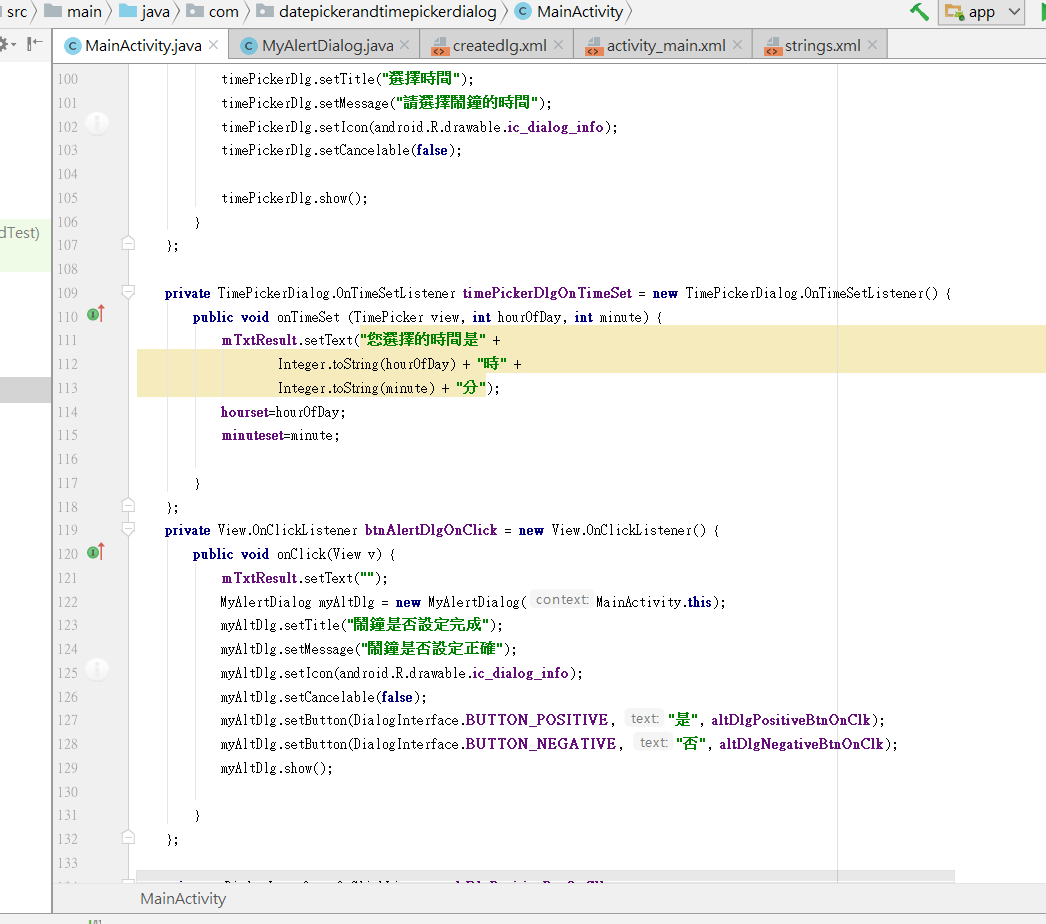 src main java com datepickerandtimepickerdialog MainActivity app
MainActivity.java MyAlertDialog.java createdlg.xml activity_main.xml strings.xml
100 timePickerDlg.setTitle("選擇時間");
101 timePickerDlg.setMessage("請選擇鬧鐘的時間");
102 timePickerDlg.setIcon(android.R.drawable.ic_dialog_info);
103 timePickerDlg.setCancelable(false);
104
105 timePickerDlg.show();
106 }
dTest)
107 };
108
109 private TimePickerDialog.OnTimeSetListener timePickerDlgOnTimeSet = new TimePickerDialog.OnTimeSetListener() {
110 public void onTimeSet (TimePicker view, int hourOfDay, int minute) {
111 mTxtResult.setText("您選擇的時間是" +
112 Integer.toString(hourOfDay) + "時" +
113 Integer.toString(minute) + "分");
114 hourset=hourOfDay;
115 minuteset=minute;
116
117 }
118 };
119 private View.OnClickListener btnAlertDlgOnClick = new View.OnClickListener() {
120 public void onClick(View v) {
121 mTxtResult.setText("");
122 MyAlertDialog myAltDlg = new MyAlertDialog( context: MainActivity.this);
123 myAltDlg.setTitle("鬧鐘是否設定完成");
124 myAltDlg.setMessage("鬧鐘是否設定正確");
125 myAltDlg.setIcon(android.R.drawable.ic_dialog_info);
126 myAltDlg.setCancelable(false);
127 myAltDlg.setButton(DialogInterface.BUTTON_POSITIVE, text: "是", altDlgPositiveBtnOnClk);
128 myAltDlg.setButton(DialogInterface.BUTTON_NEGATIVE, text: "否", altDlgNegativeBtnOnClk);
129 myAltDlg.show();
130
131 }
132 };
133
MainActivity